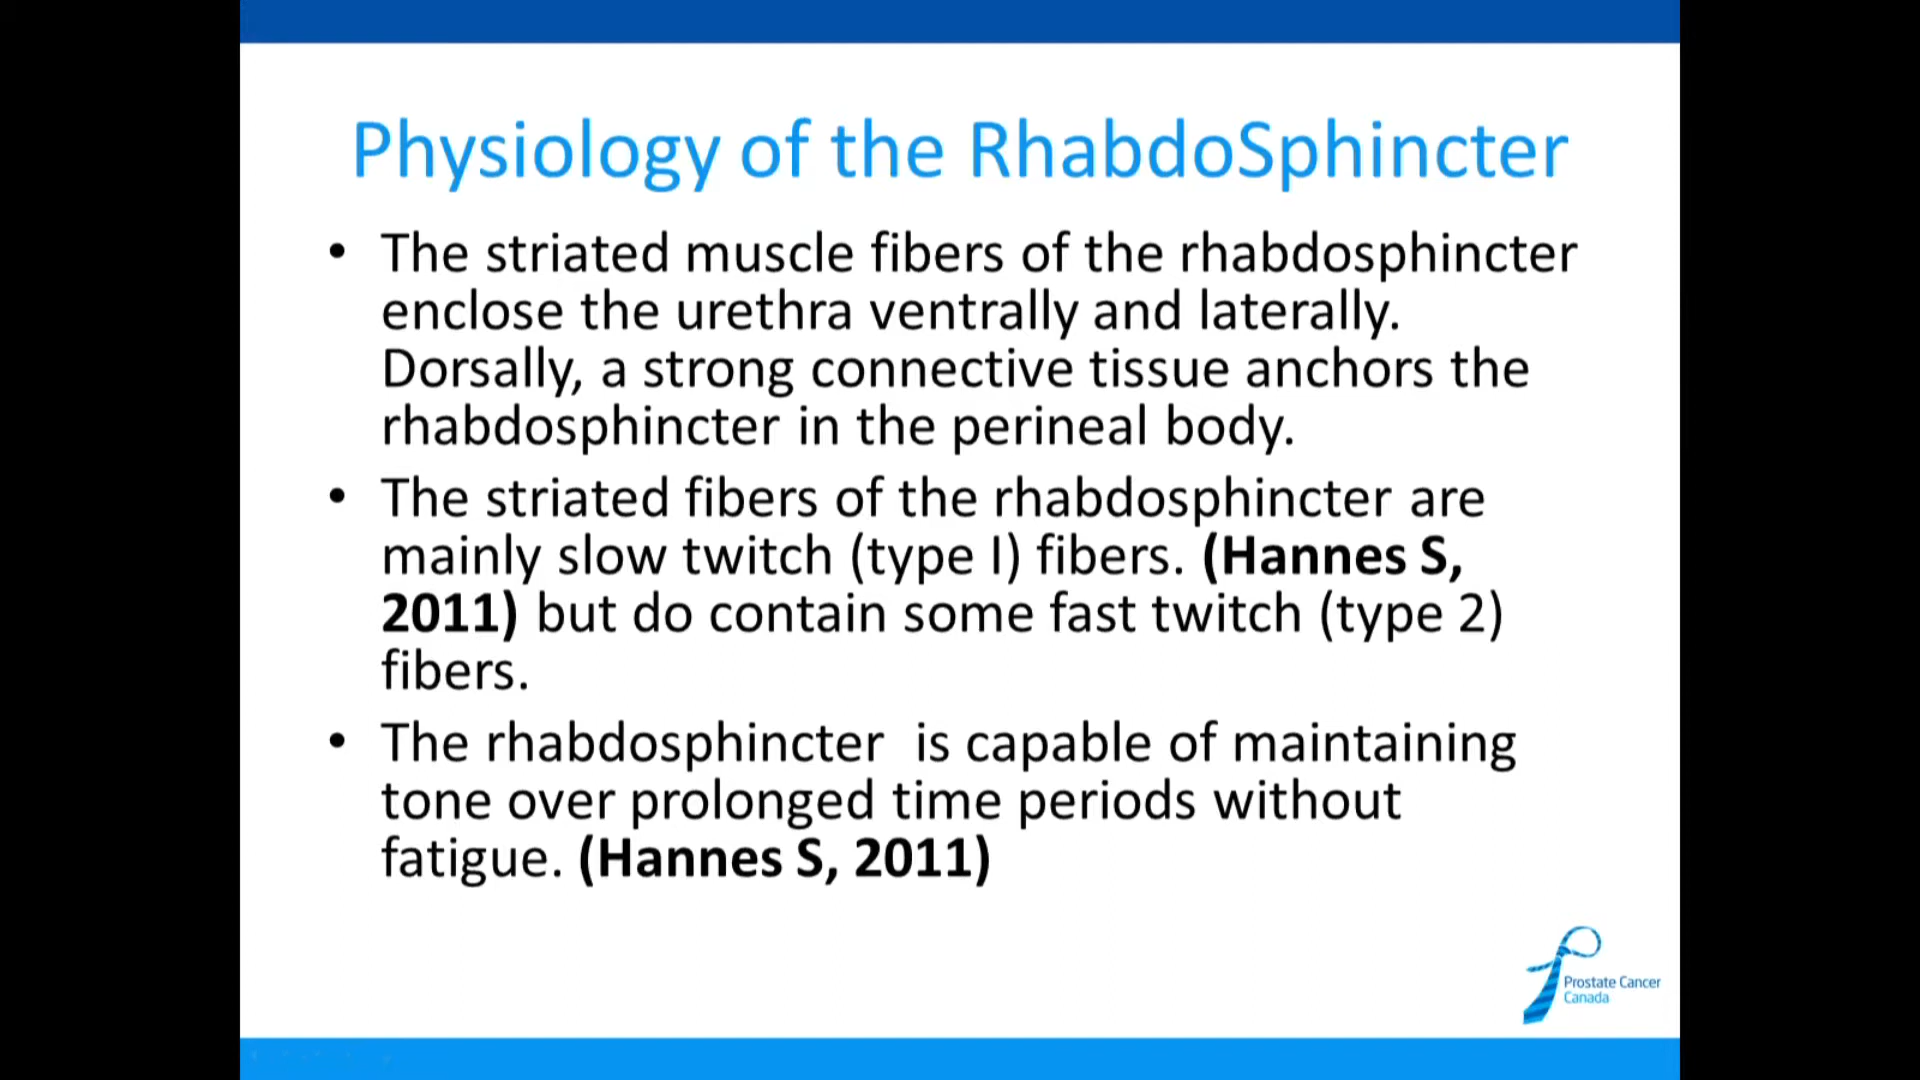 Physiology of the RhabdoSphincter
• The striated muscle fibers of the rhabdosphincter
enclose the urethra ventrally and laterally.
Dorsally, a strong connective tissue anchors the
rhabdosphincter in the perineal body.
• The striated fibers of the rhabdosphincter are
mainly slow twitch (type I) fibers. (Hannes S,
2011) but do contain some fast twitch (type 2)
fibers.
• The rhabdosphincter  is capable of maintaining
tone over prolonged time periods without
fatigue. (Hannes S, 2011)
Prostate Cancer
Canada